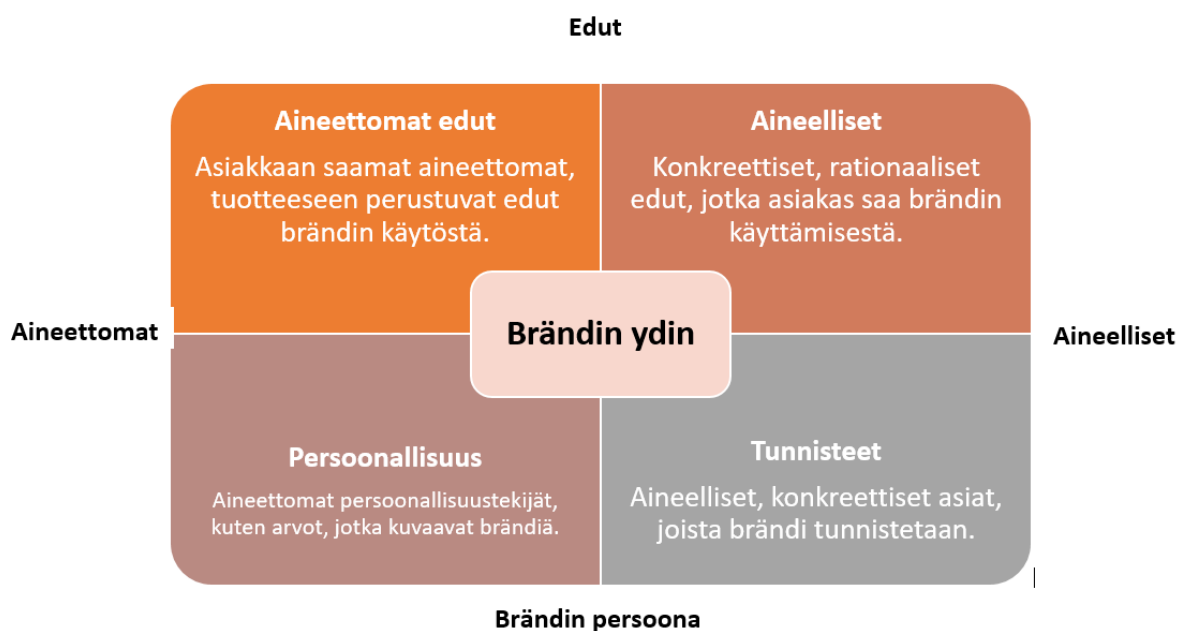 Edut
Aineettomat edut
Asiakkaan saamat aineettomat,
tuotteeseen perustuvat edut
brändin käytöstä.
Aineelliset
Konkreettiset, rationaaliset
edut, jotka asiakas saa brändin
käyttämisestä.
Aineettomat
Brändin ydin
Aineelliset
Persoonallisuus
Aineettomat persoonallisuustekijät,
kuten arvot, jotka kuvaavat brändiä.
Tunnisteet
Aineelliset, konkreettiset asiat,
joista brändi tunnistetaan.
Brändin persoona